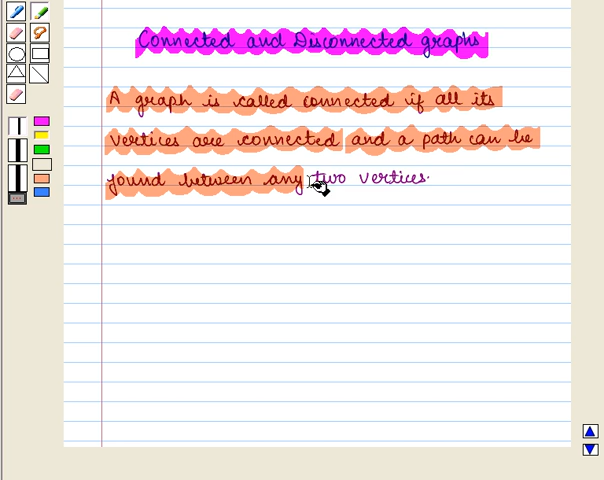 Connected and Disconnected graphs
A graph is called connected if all its
vertices are connected and a path can be
found between any two vertices.